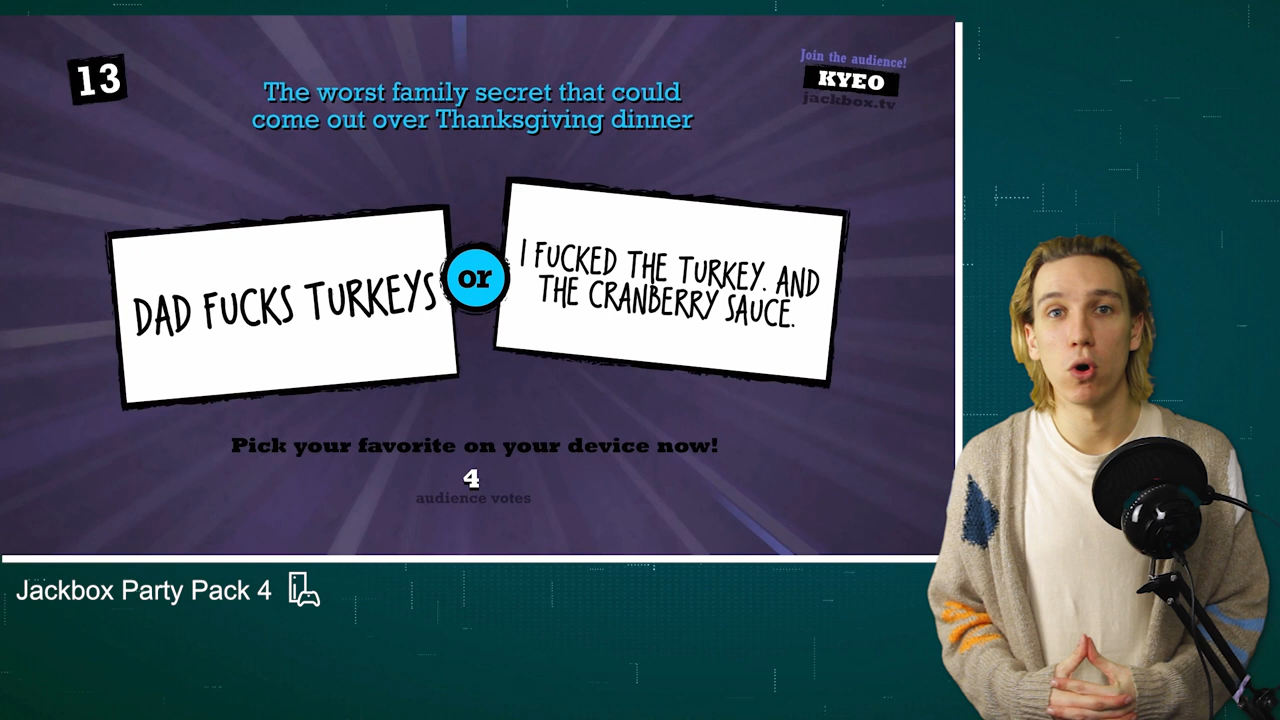 13
The worst family secret that could
come out over Thanksgiving dinner
Join the audience!
KYEO
jackbox.tv
DAD FUCKS TURKEYS
or
I FUCKED THE TURKEY. AND
THE CRANBERRY SAUCE.
Pick your favorite on your device now!
4
audience votes
Jackbox Party Pack 4